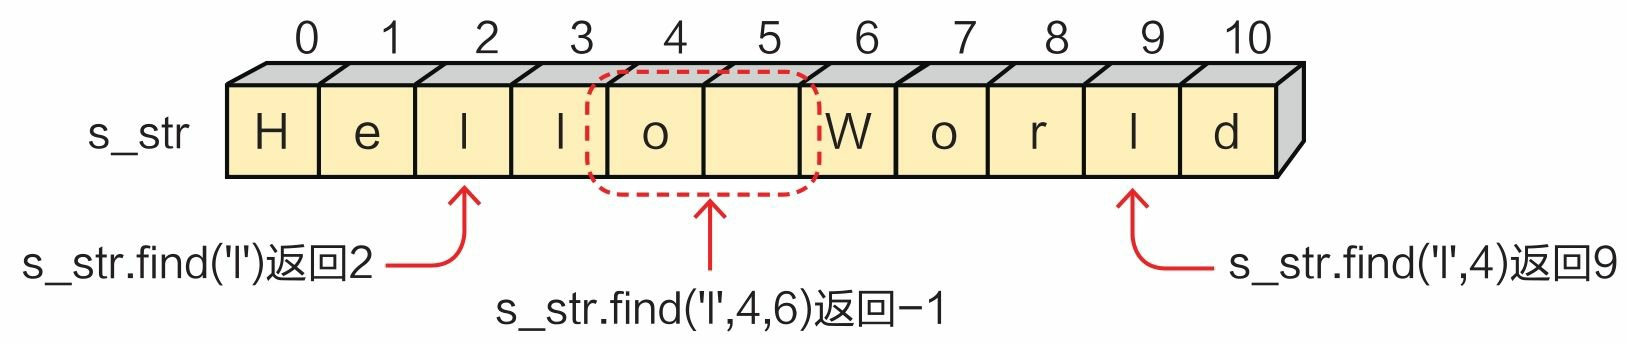 0 1 2 3 4 5 6 7 8 9 10
s_str H e l l o W o r l d
s_str.find('l')返回2
s_str.find('l',4,6)返回-1
s_str.find('l',4)返回9